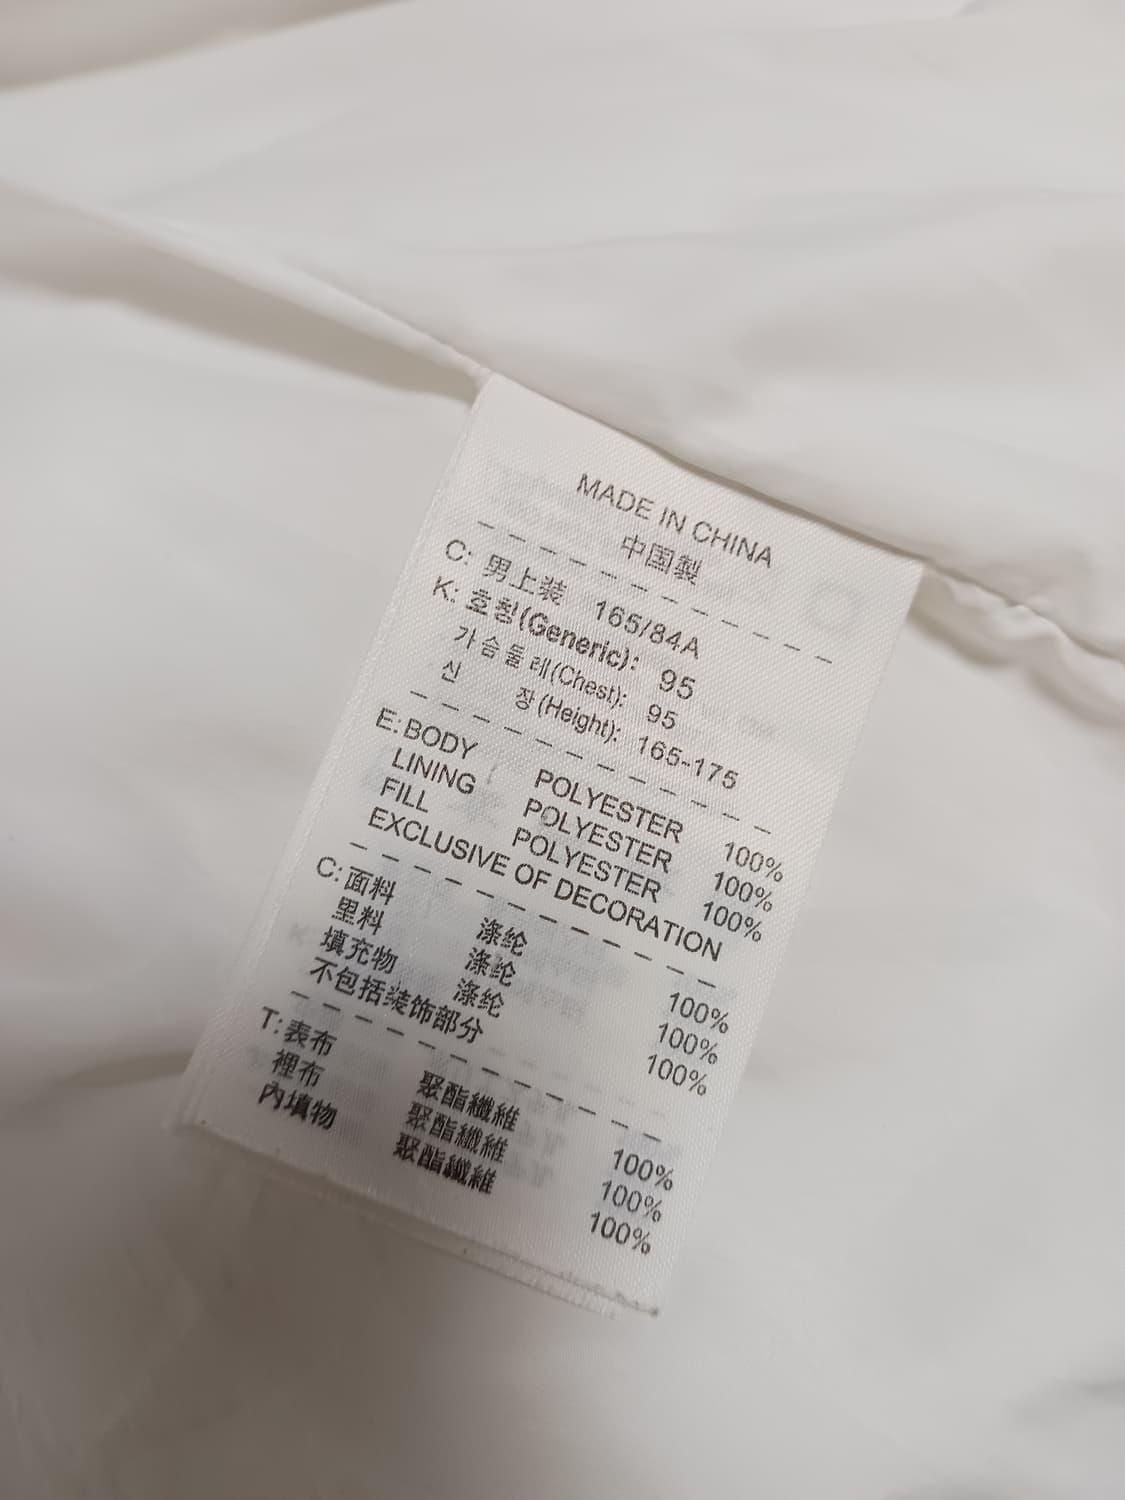 MADE IN CHINA
中国製
C: 男上装 165/84A
K: 호칭(Generic): 95
가슴둘레(Chest): 95
신 장(Height): 165-175
E: BODY POLYESTER 100%
LINING POLYESTER 100%
FILL POLYESTER 100%
EXCLUSIVE OF DECORATION
C: 面料 涤纶 100%
里料 涤纶 100%
填充物 涤纶 100%
不包括装饰部分
T: 表布 聚酯纖維 100%
裡布 聚酯纖維 100%
內填物 聚酯纖維 100%